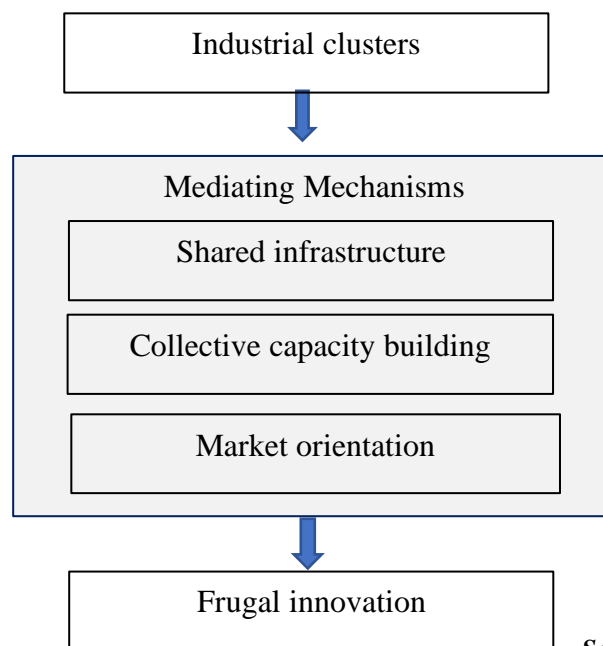 Industrial clusters
Mediating Mechanisms
Shared infrastructure
Collective capacity building
Market orientation
Frugal innovation